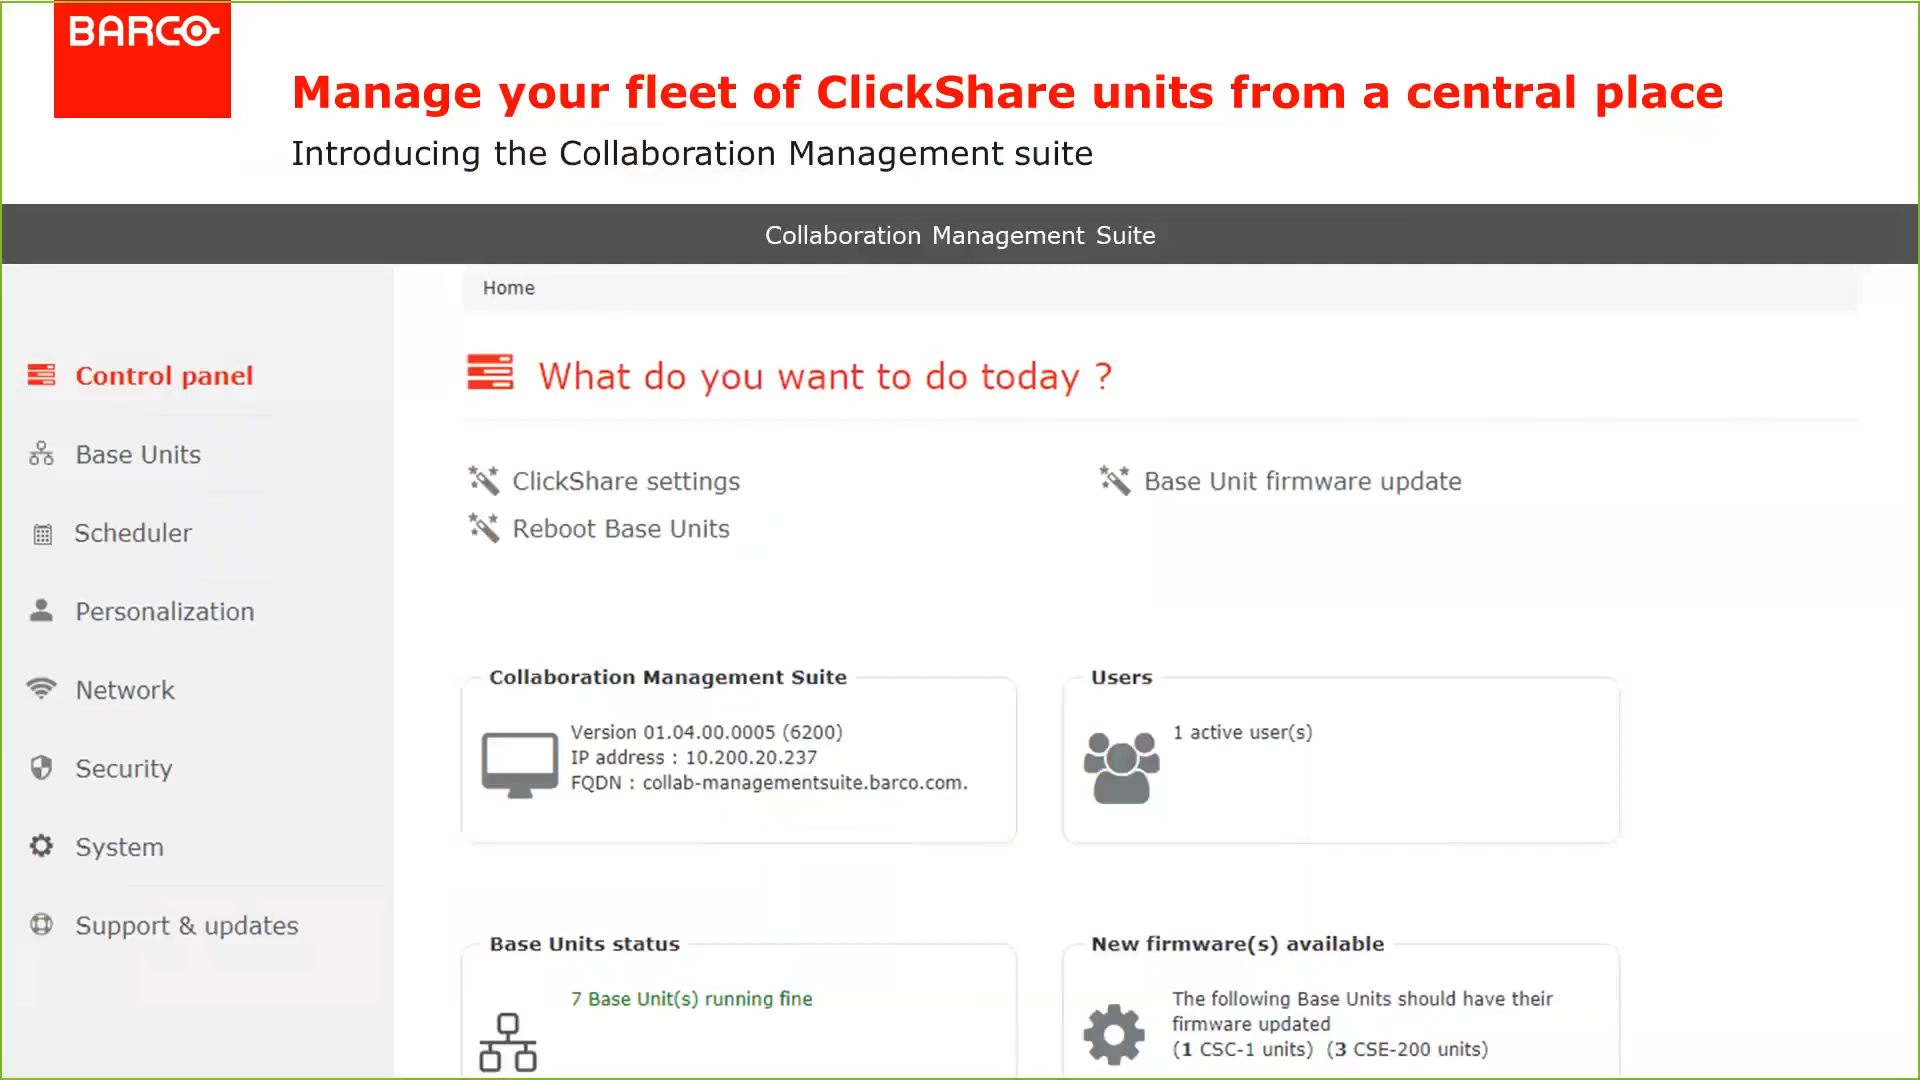 BARCO
Manage your fleet of ClickShare units from a central place
Introducing the Collaboration Management suite
Collaboration Management Suite
Home
Control panel
Base Units
Scheduler
Personalization
Network
Security
System
Support & updates
What do you want to do today ?
ClickShare settings
Base Unit firmware update
Reboot Base Units
Collaboration Management Suite
Version 01.04.00.0005 (6200)
IP address : 10.200.20.237
FQDN : collab-managementsuite.barco.com.
Users
1 active user(s)
Base Units status
7 Base Unit(s) running fine
New firmware(s) available
The following Base Units should have their
firmware updated
(1 CSC-1 units) (3 CSE-200 units)